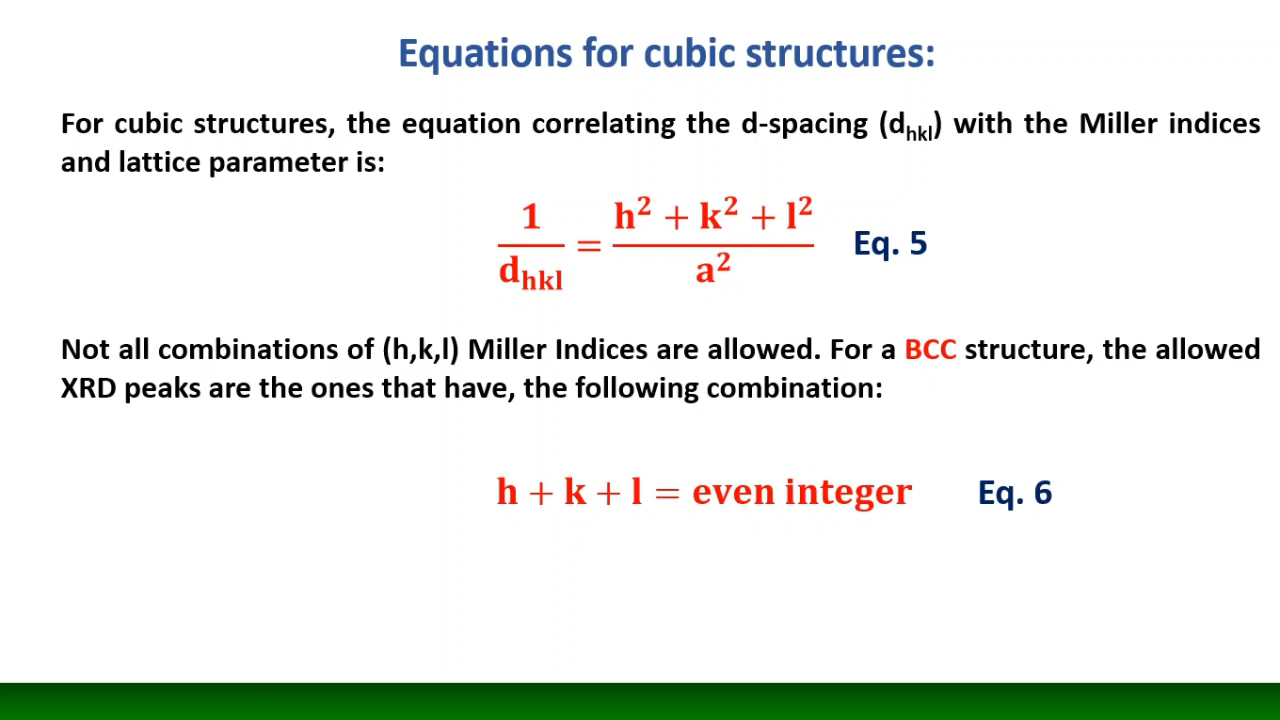 Equations for cubic structures:
For cubic structures, the equation correlating the d-spacing (d_hkl) with the Miller indices
and lattice parameter is:
1/d_hkl = (h² + k² + l²)/a² Eq. 5
Not all combinations of (h,k,l) Miller Indices are allowed. For a BCC structure, the allowed
XRD peaks are the ones that have, the following combination:
h + k + l = even integer Eq. 6